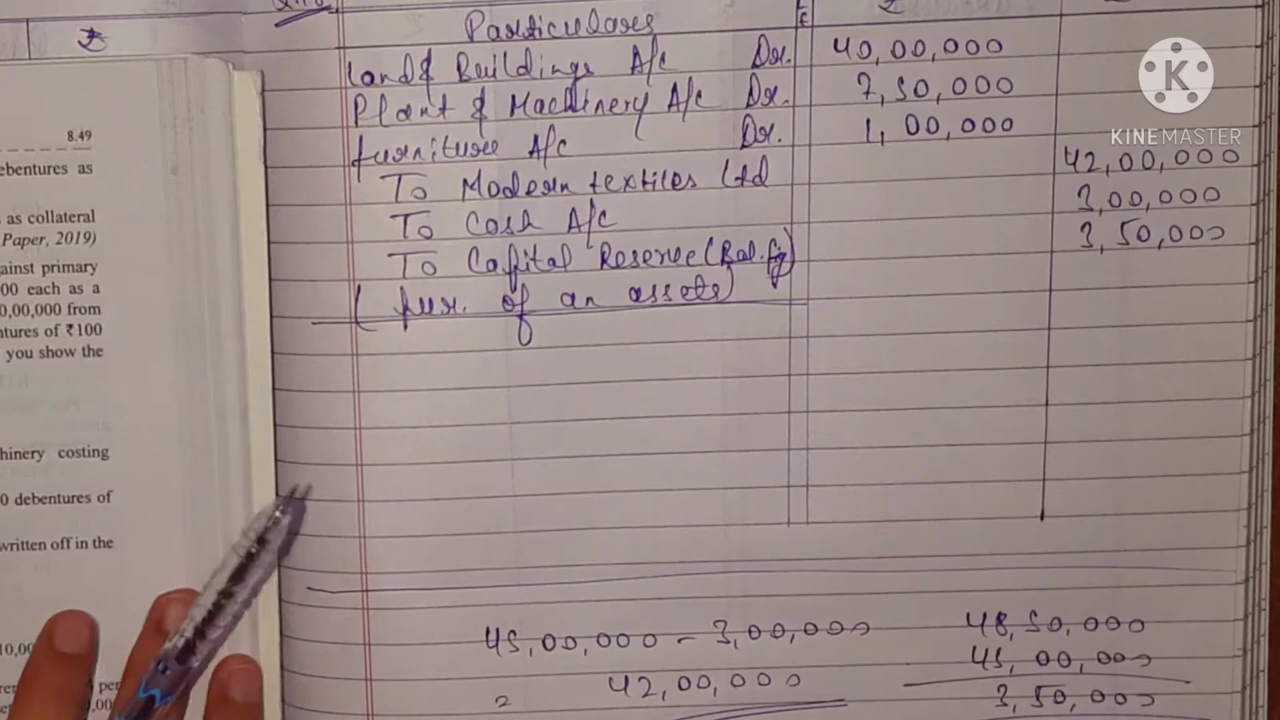 Particulares
₹
Land & Buildings A/c Dr. 40,00,000
Plant & Machinery A/c Dr. 7,50,000
furniture A/c Dr. 1,00,000
To Modern textiles Ltd 42,00,000
To Cash A/c 3,00,000
To Capital Reserve (Bal. fig) 3,50,000
( pur. of an assets)
45,00,000 - 3,00,000
42,00,000
48,50,000
45,00,000
3,50,000
8.49
ebentures as
as collateral
Paper, 2019)
ainst primary
00 each as a
0,00,000 from
ntures of ₹100
you show the
hinery costing
0 debentures of
written off in the
K
KINEMASTER